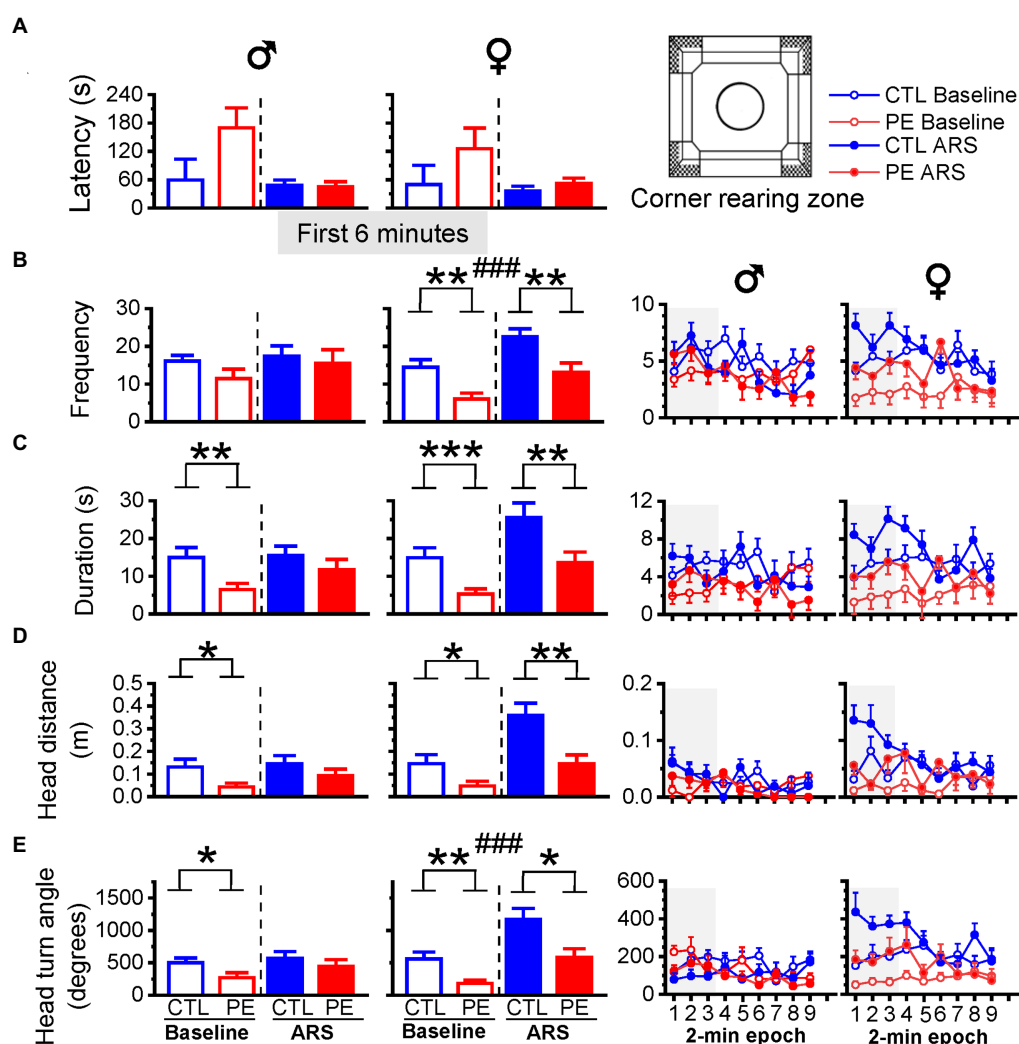 A
♂
♀
Latency (s)
240
180
120
60
0
CTL Baseline
PE Baseline
CTL ARS
PE ARS
Corner rearing zone
First 6 minutes
B
♂
♀
Frequency
30
20
10
0
** ### **
10
5
0
C
Duration (s)
30
20
10
0
**
*** **
12
8
4
0
D
Head distance
(m)
0.5
0.4
0.3
0.2
0.1
0.0
*
* **
0.2
0.1
0.0
E
Head turn angle
(degrees)
1500
1000
500
0
*
** ### *
600
400
200
0
CTL PE CTL PE
Baseline ARS
CTL PE CTL PE
Baseline ARS
1 2 3 4 5 6 7 8 9
2-min epoch
1 2 3 4 5 6 7 8 9
2-min epoch